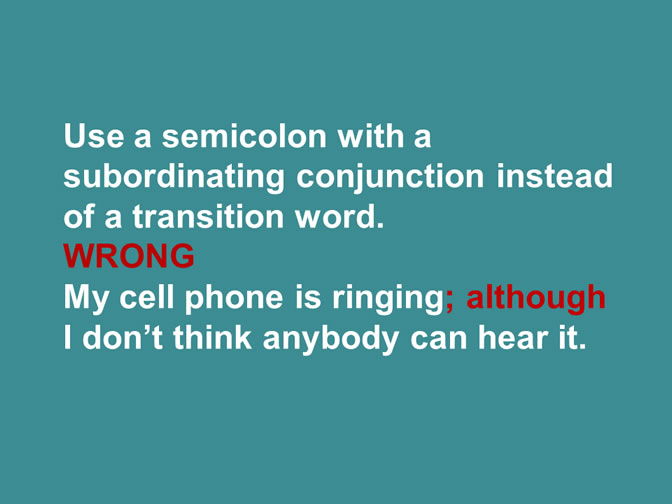 Use a semicolon with a
subordinating conjunction instead
of a transition word.
WRONG
My cell phone is ringing; although
I don’t think anybody can hear it.